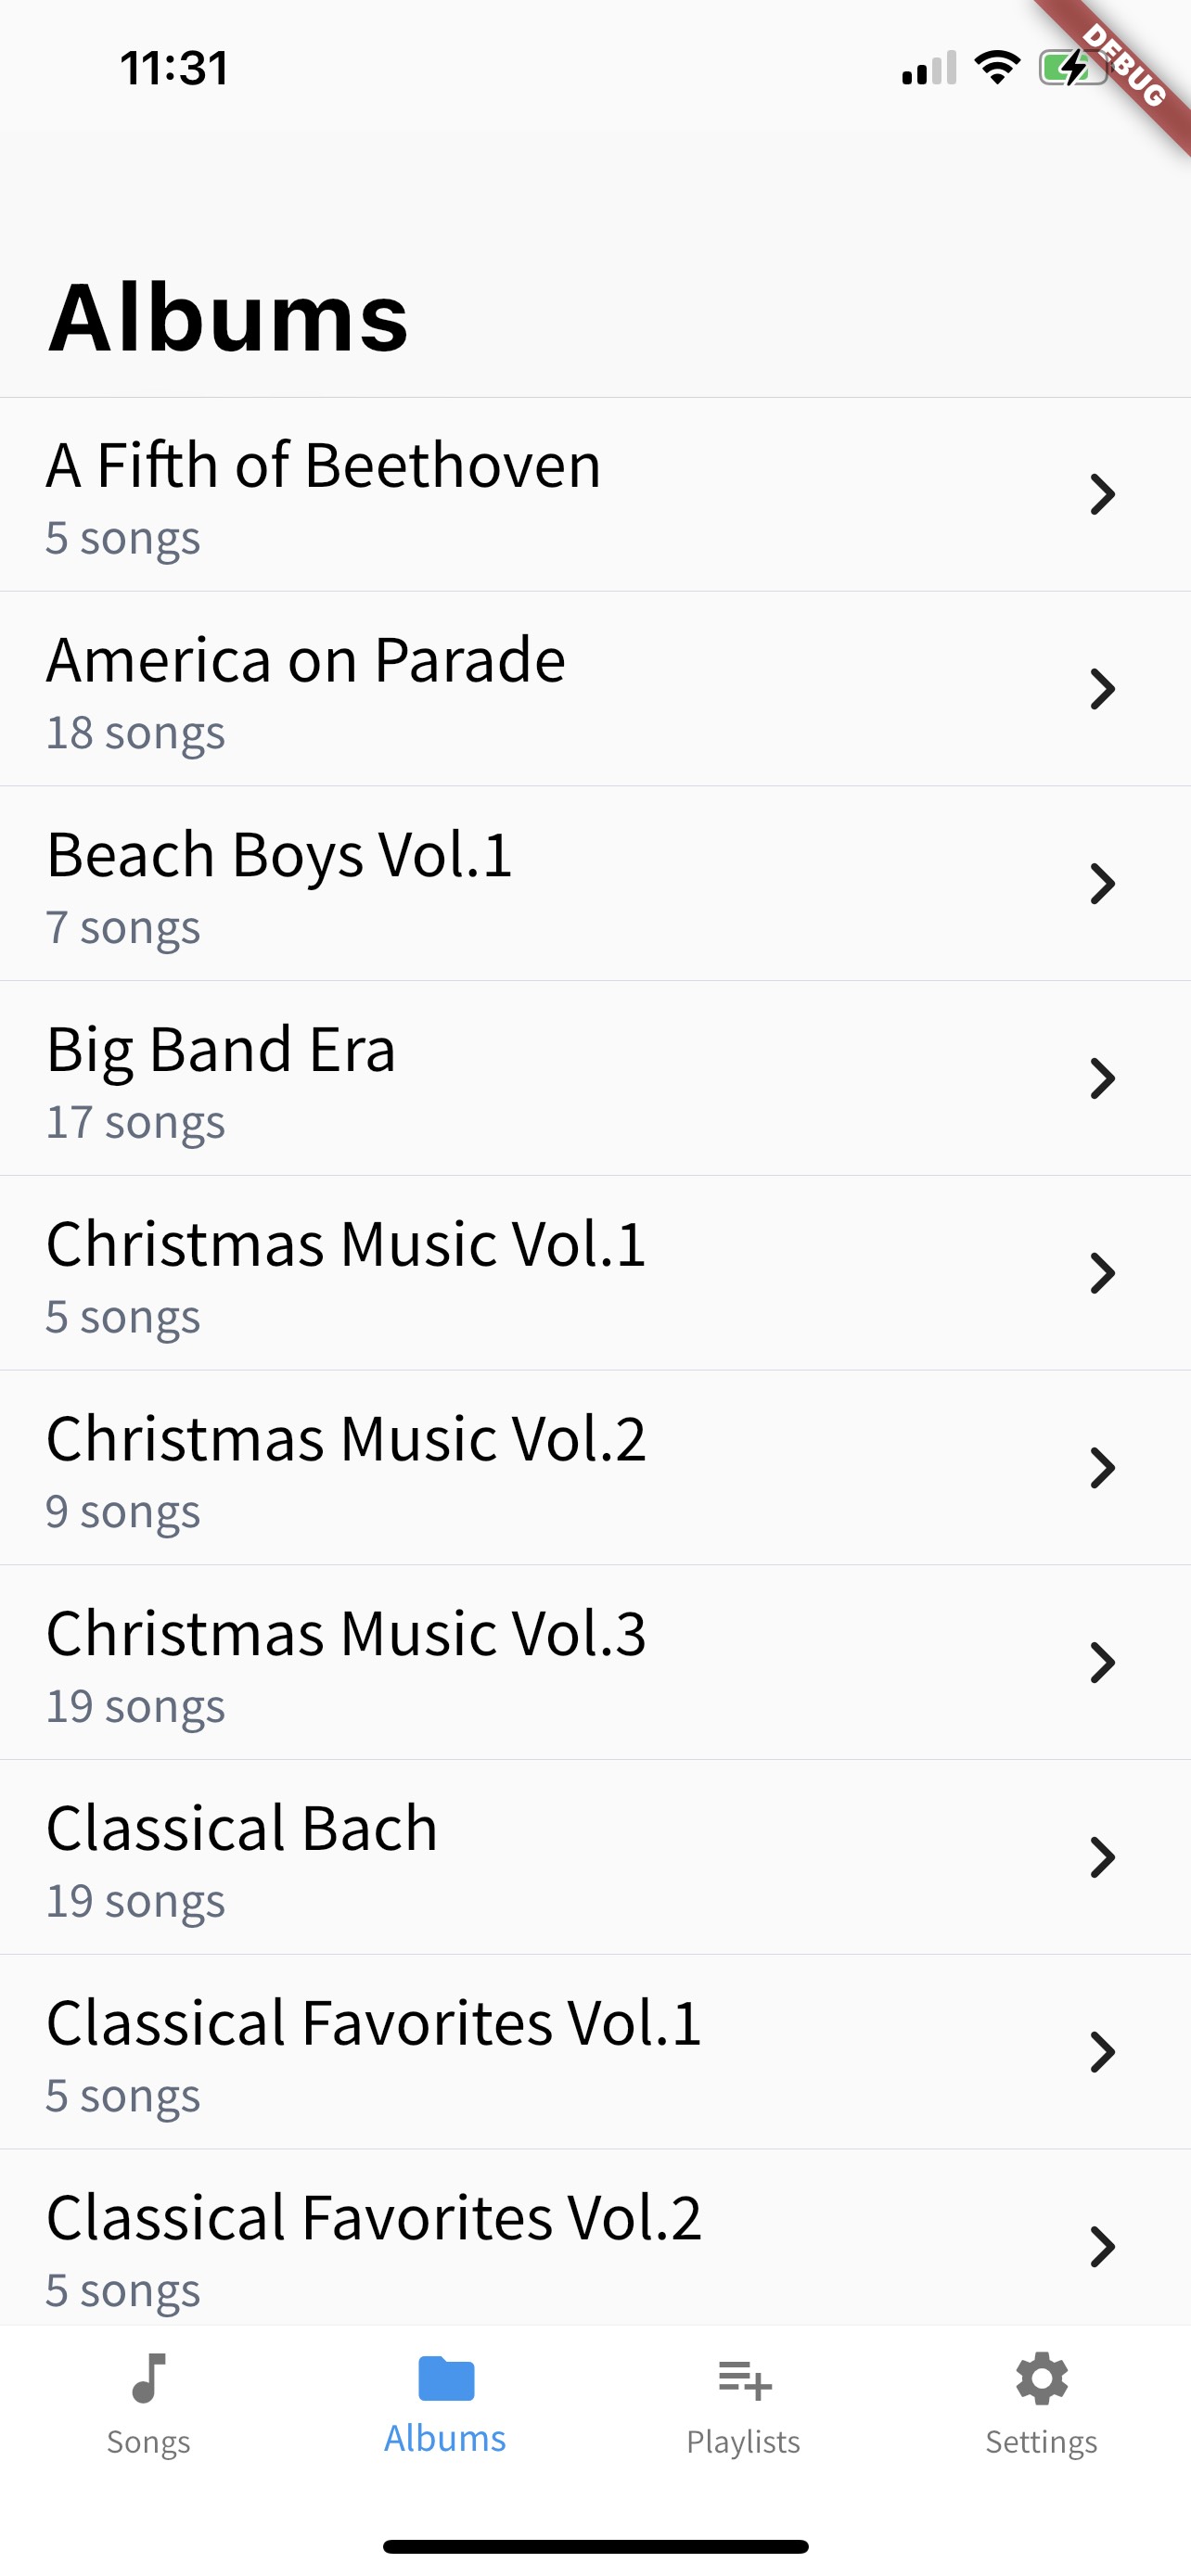 11:31
DEBUG
Albums
A Fifth of Beethoven
5 songs
America on Parade
18 songs
Beach Boys Vol.1
7 songs
Big Band Era
17 songs
Christmas Music Vol.1
5 songs
Christmas Music Vol.2
9 songs
Christmas Music Vol.3
19 songs
Classical Bach
19 songs
Classical Favorites Vol.1
5 songs
Classical Favorites Vol.2
5 songs
Songs
Albums
Playlists
Settings